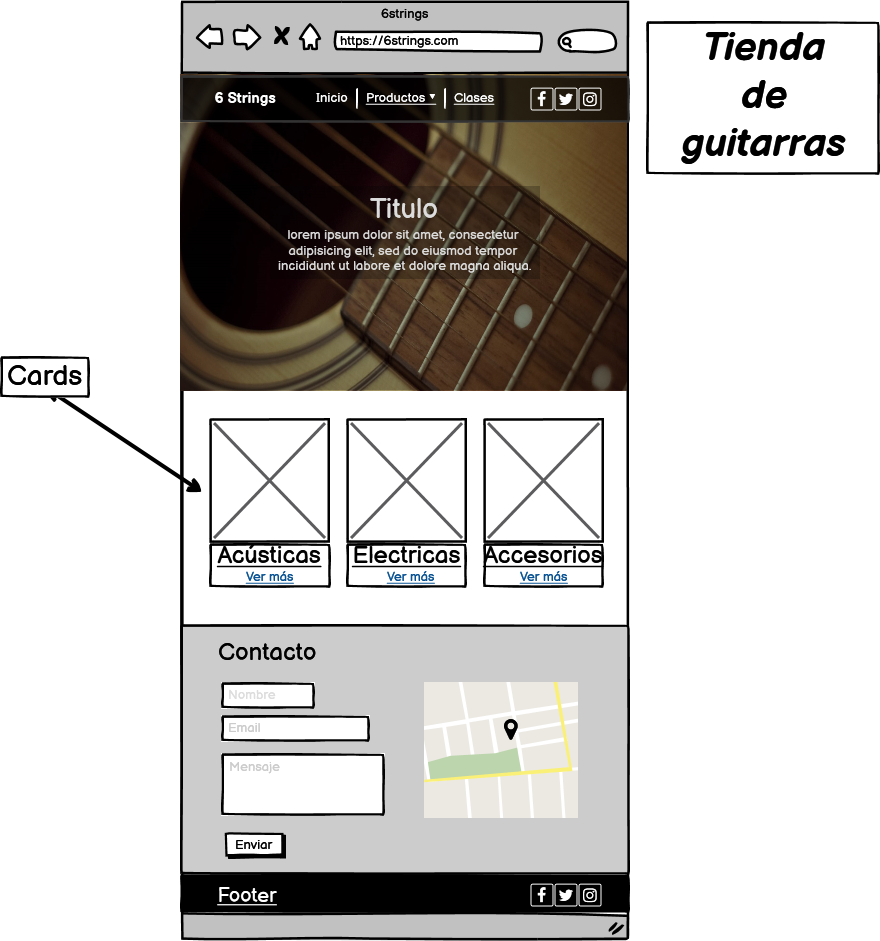 6strings
https://6strings.com
Tienda
de
guitarras
6 Strings
Inicio
Productos
Clases
Titulo
lorem ipsum dolor sit amet, consectetur
adipisicing elit, sed do eiusmod tempor
incididunt ut labore et dolore magna aliqua.
Cards
Acústicas
Electricas
Accesorios
Ver más
Ver más
Ver más
Contacto
Nombre
Email
Mensaje
Enviar
Footer